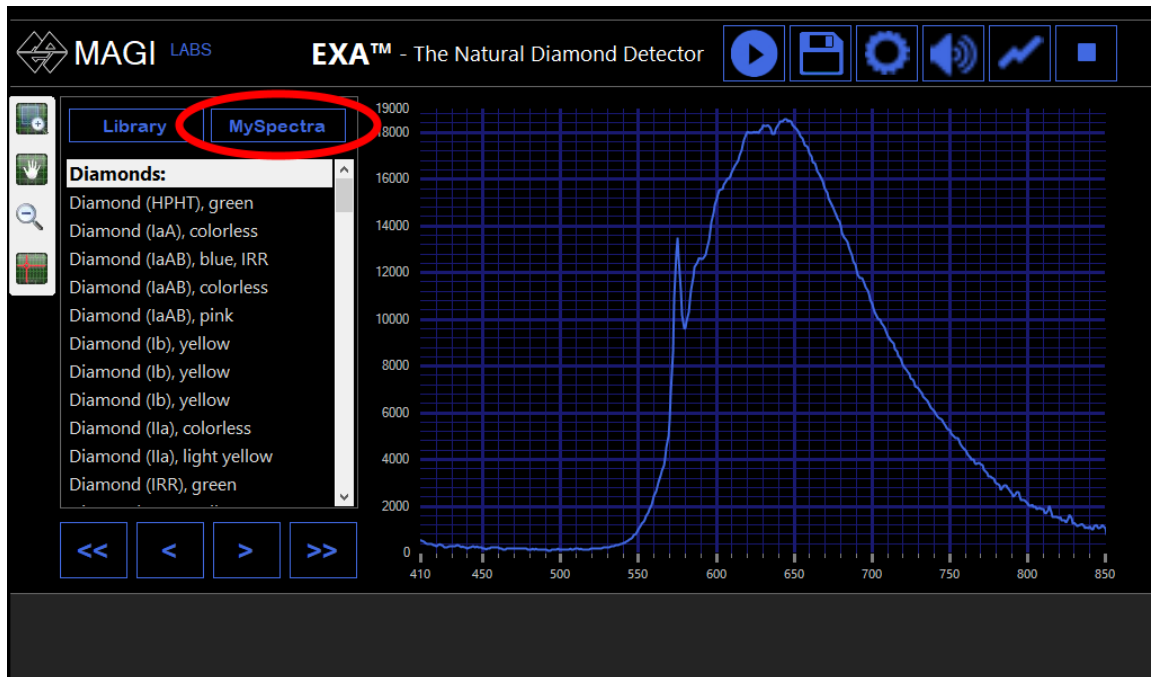 MAGI LABS
EXA™ - The Natural Diamond Detector
Library
MySpectra
Diamonds:
Diamond (HPHT), green
Diamond (IaA), colorless
Diamond (IaAB), blue, IRR
Diamond (IaAB), colorless
Diamond (IaAB), pink
Diamond (Ib), yellow
Diamond (Ib), yellow
Diamond (Ib), yellow
Diamond (IIa), colorless
Diamond (IIa), light yellow
Diamond (IRR), green
<< < > >>
19000
18000
16000
14000
12000
10000
8000
6000
4000
2000
0
410 450 500 550 600 650 700 750 800 850